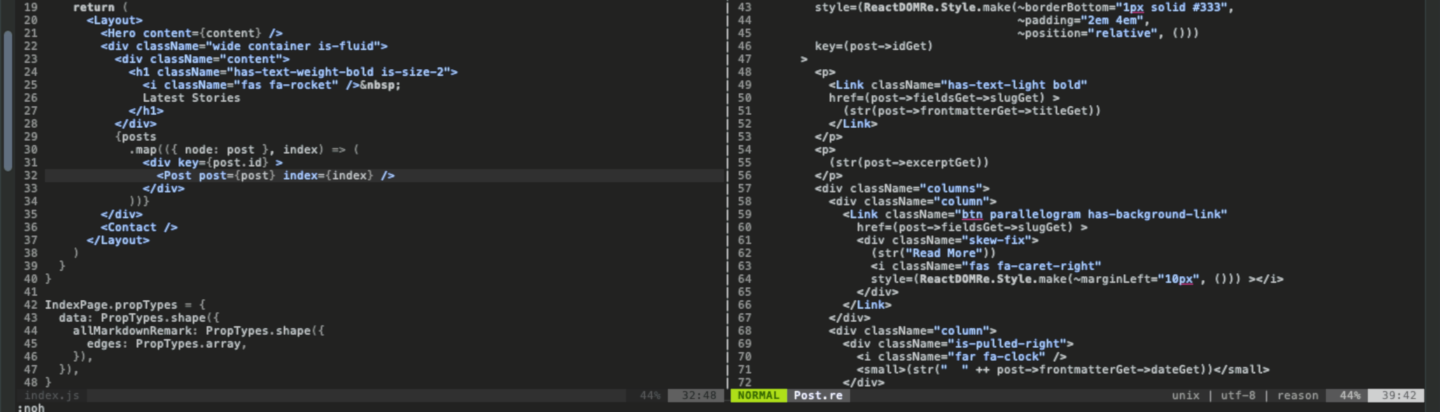 19    return (
20      <Layout>
21        <Hero content={content} />
22        <div className="wide container is-fluid">
23          <div className="content">
24            <h1 className="has-text-weight-bold is-size-2">
25              <i className="fas fa-rocket" />&nbsp;
26              Latest Stories
27            </h1>
28          </div>
29          {posts
30            .map(({ node: post }, index) => (
31              <div key={post.id} >
32                <Post post={post} index={index} />
33              </div>
34            ))}
35        </div>
36        <Contact />
37      </Layout>
38    )
39  }
40 }
41
42 IndexPage.propTypes = {
43   data: PropTypes.shape({
44     allMarkdownRemark: PropTypes.shape({
45       edges: PropTypes.array,
46     }),
47   }),
48 }
index.js 44% 32:48
:noh
43         style=(ReactDOMRe.Style.make(~borderBottom="1px solid #333",
44                                      ~padding="2em 4em",
45                                      ~position="relative", ()))
46         key=(post->idGet)
47       >
48         <p>
49           <Link className="has-text-light bold"
50           href=(post->fieldsGet->slugGet) >
51             (str(post->frontmatterGet->titleGet))
52           </Link>
53         </p>
54         <p>
55           (str(post->excerptGet))
56         </p>
57         <div className="columns">
58           <div className="column">
59             <Link className="btn parallelogram has-background-link"
60               href=(post->fieldsGet->slugGet) >
61               <div className="skew-fix">
62                 (str("Read More"))
63                 <i className="fas fa-caret-right"
64                 style=(ReactDOMRe.Style.make(~marginLeft="10px", ())) ></i>
65               </div>
66             </Link>
67           </div>
68           <div className="column">
69             <div className="is-pulled-right">
70               <i className="far fa-clock" />
71               <small>(str("  " ++ post->frontmatterGet->dateGet))</small>
72             </div>
NORMAL Post.re unix | utf-8 | reason 44% 39:42